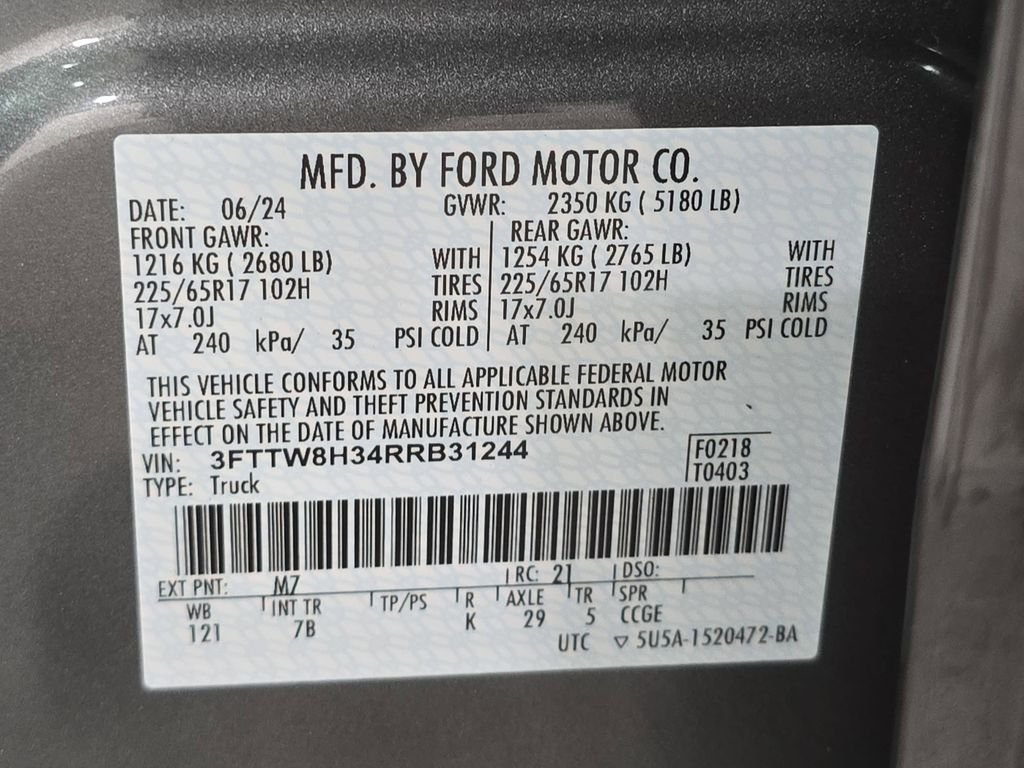 MFD. BY FORD MOTOR CO.
DATE: 06/24 GVWR: 2350 KG ( 5180 LB)
FRONT GAWR: REAR GAWR:
1216 KG ( 2680 LB) WITH 1254 KG ( 2765 LB) WITH
225/65R17 102H TIRES 225/65R17 102H TIRES
17x7.0J RIMS 17x7.0J RIMS
AT 240 kPa/ 35 PSI COLD AT 240 kPa/ 35 PSI COLD
THIS VEHICLE CONFORMS TO ALL APPLICABLE FEDERAL MOTOR
VEHICLE SAFETY AND THEFT PREVENTION STANDARDS IN
EFFECT ON THE DATE OF MANUFACTURE SHOWN ABOVE.
VIN: 3FTTW8H34RRB31244 F0218
TYPE: Truck T0403
EXT PNT: M7 RC: 21 DSO:
WB INT TR TP/PS R AXLE TR SPR
121 7B K 29 5 CCGE
UTC ▽ 5U5A-1520472-BA